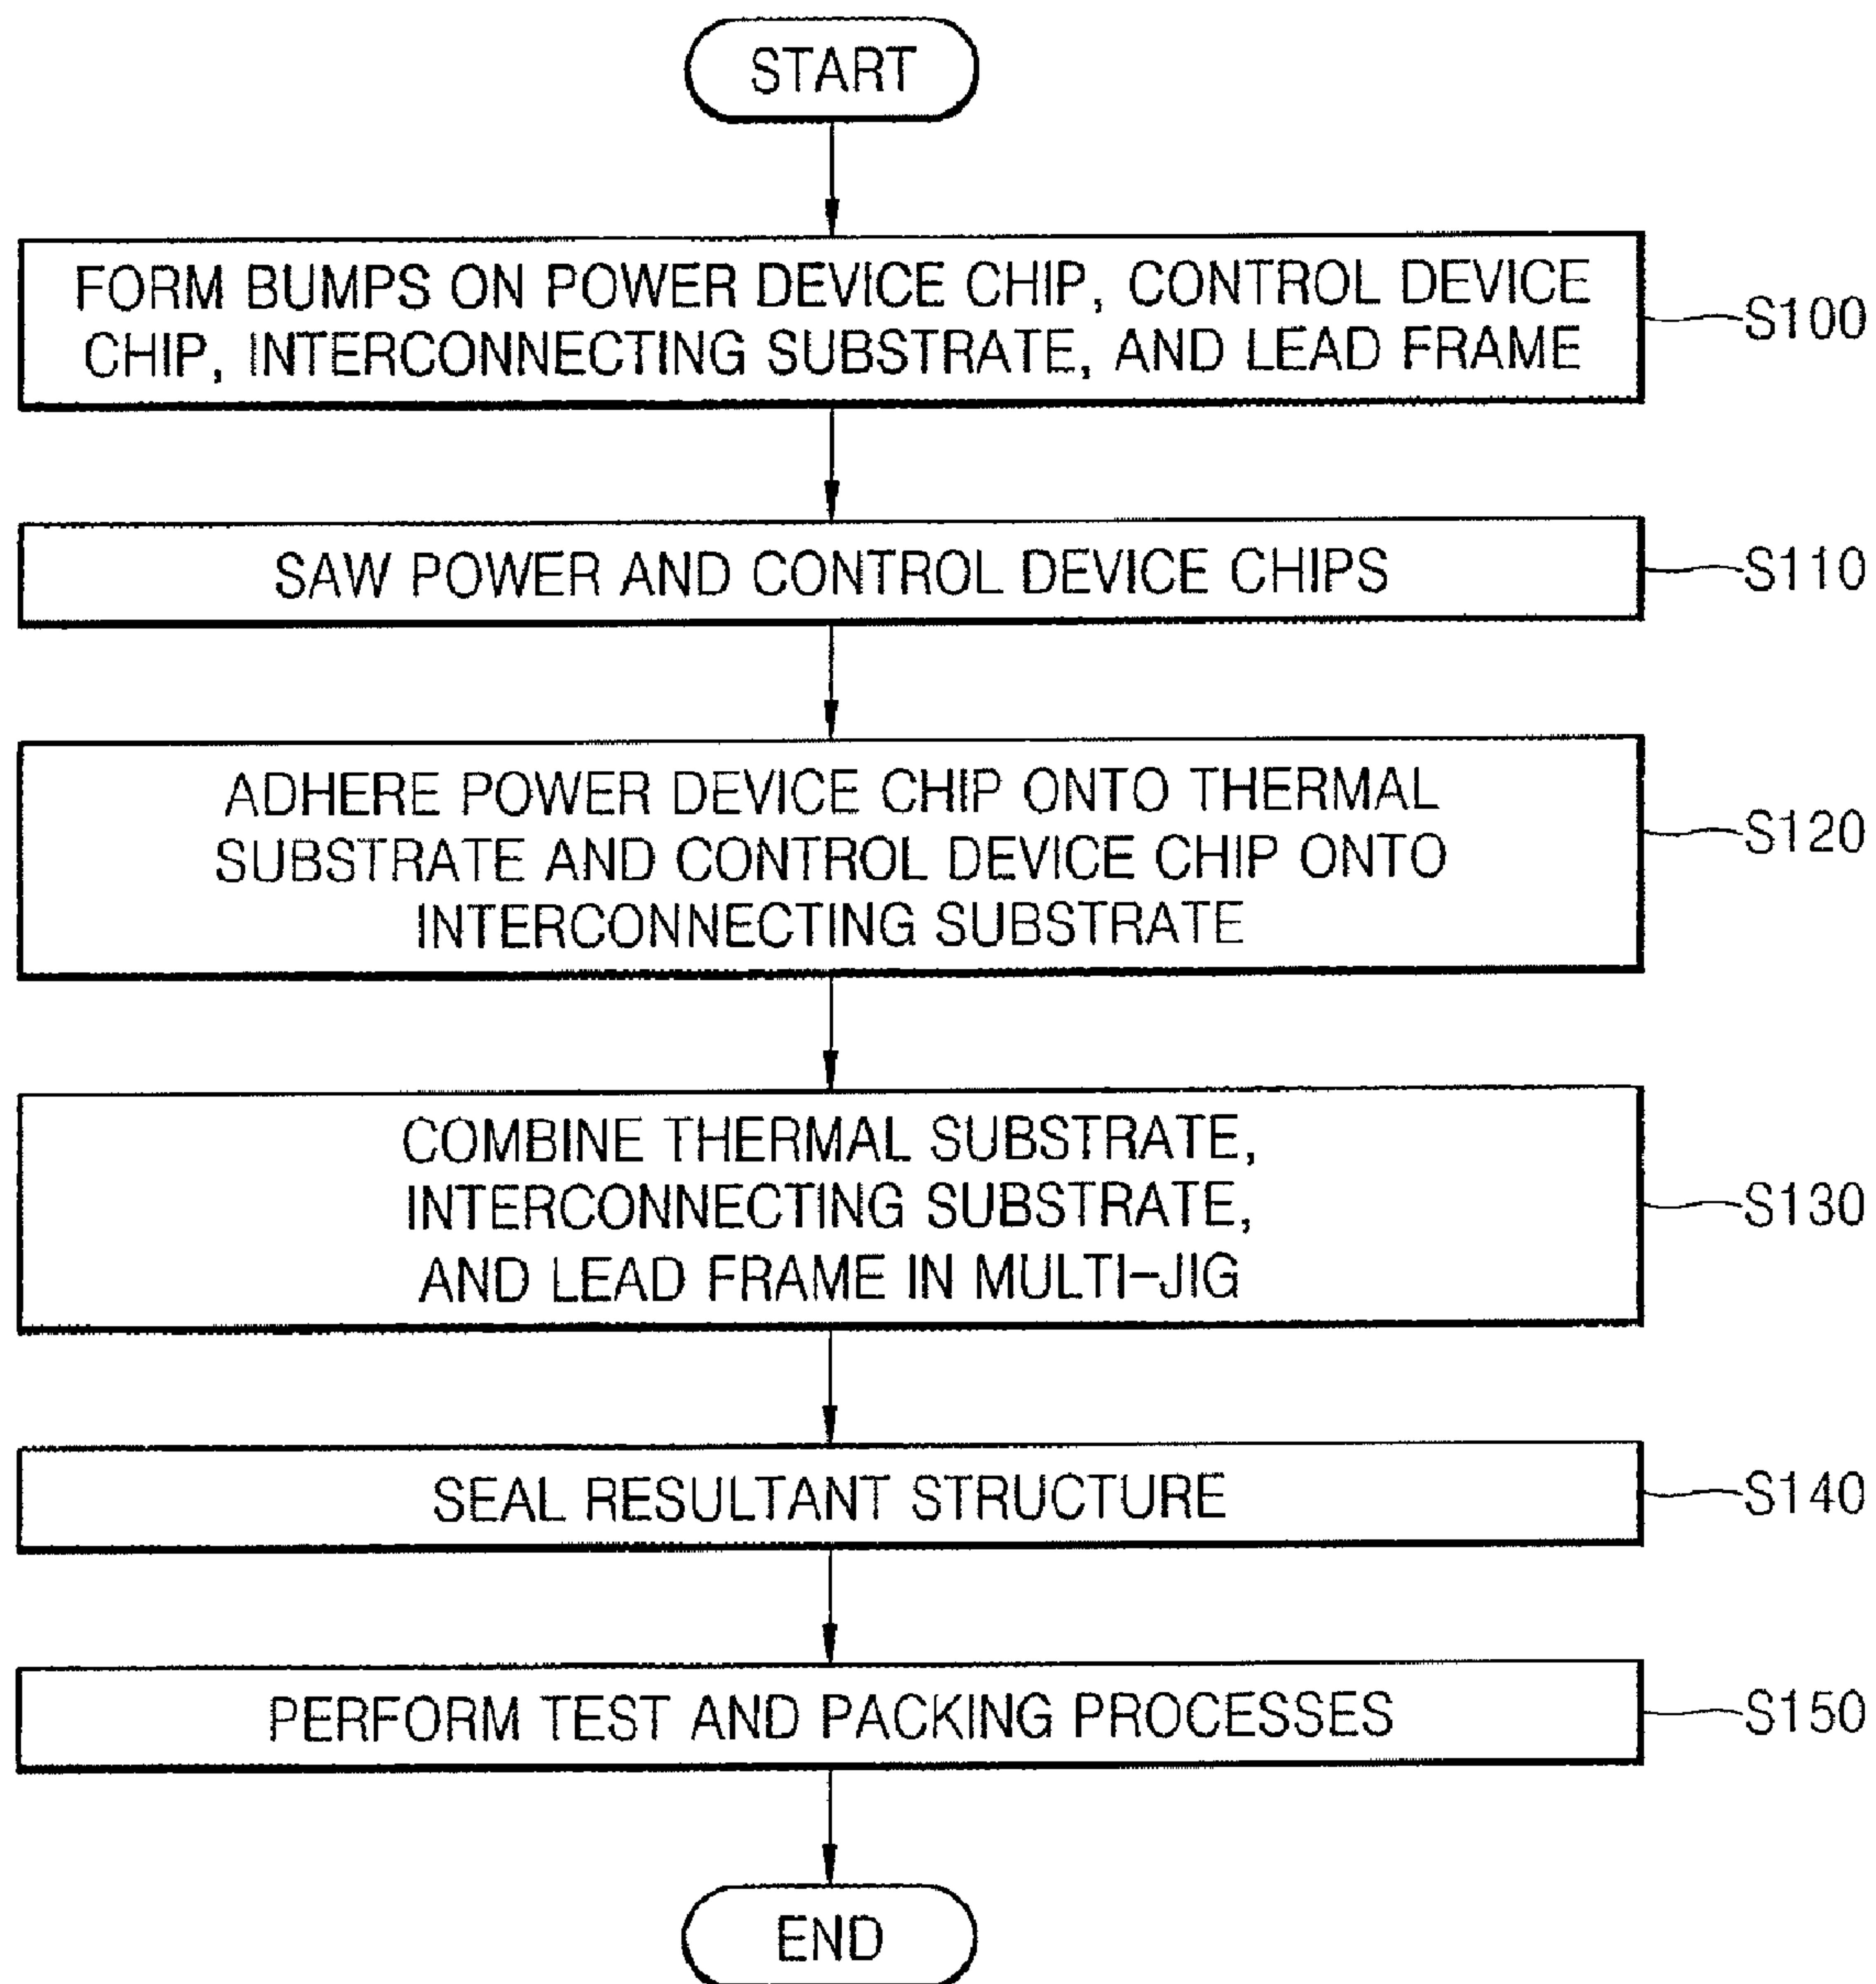 START
FORM BUMPS ON POWER DEVICE CHIP, CONTROL DEVICE
CHIP, INTERCONNECTING SUBSTRATE, AND LEAD FRAME
S100
SAW POWER AND CONTROL DEVICE CHIPS
S110
ADHERE POWER DEVICE CHIP ONTO THERMAL
SUBSTRATE AND CONTROL DEVICE CHIP ONTO
INTERCONNECTING SUBSTRATE
S120
COMBINE THERMAL SUBSTRATE,
INTERCONNECTING SUBSTRATE,
AND LEAD FRAME IN MULTI-JIG
S130
SEAL RESULTANT STRUCTURE
S140
PERFORM TEST AND PACKING PROCESSES
S150
END